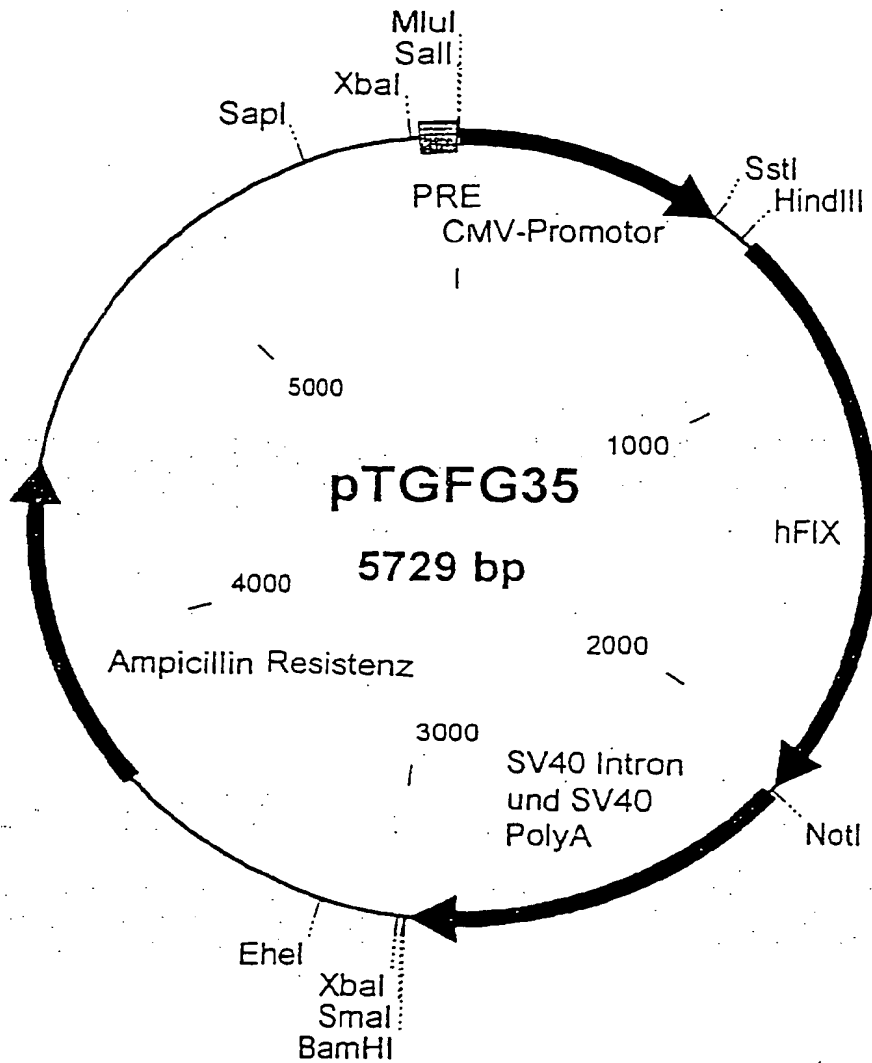 MluI
SalI
XbaI
SapI
SstI
HindIII
PRE
CMV-Promotor
5000
1000
pTGFG35
hFIX
5729 bp
4000
2000
Ampicillin Resistenz
3000
SV40 Intron
und SV40
PolyA
NotI
EheI
XbaI
SmaI
BamHI